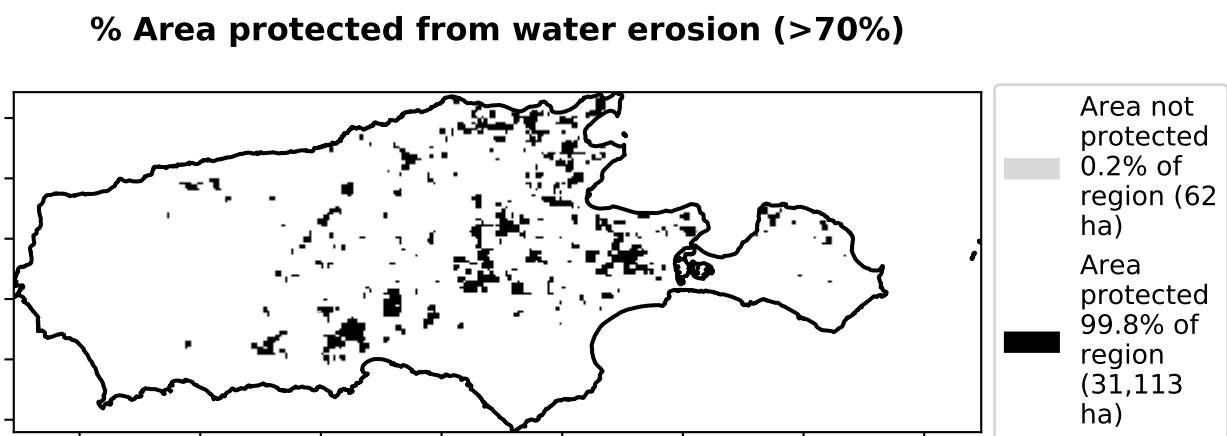 % Area protected from water erosion (>70%)
Area not
protected
0.2% of
region (62
ha)
Area
protected
99.8% of
region
(31,113
ha)